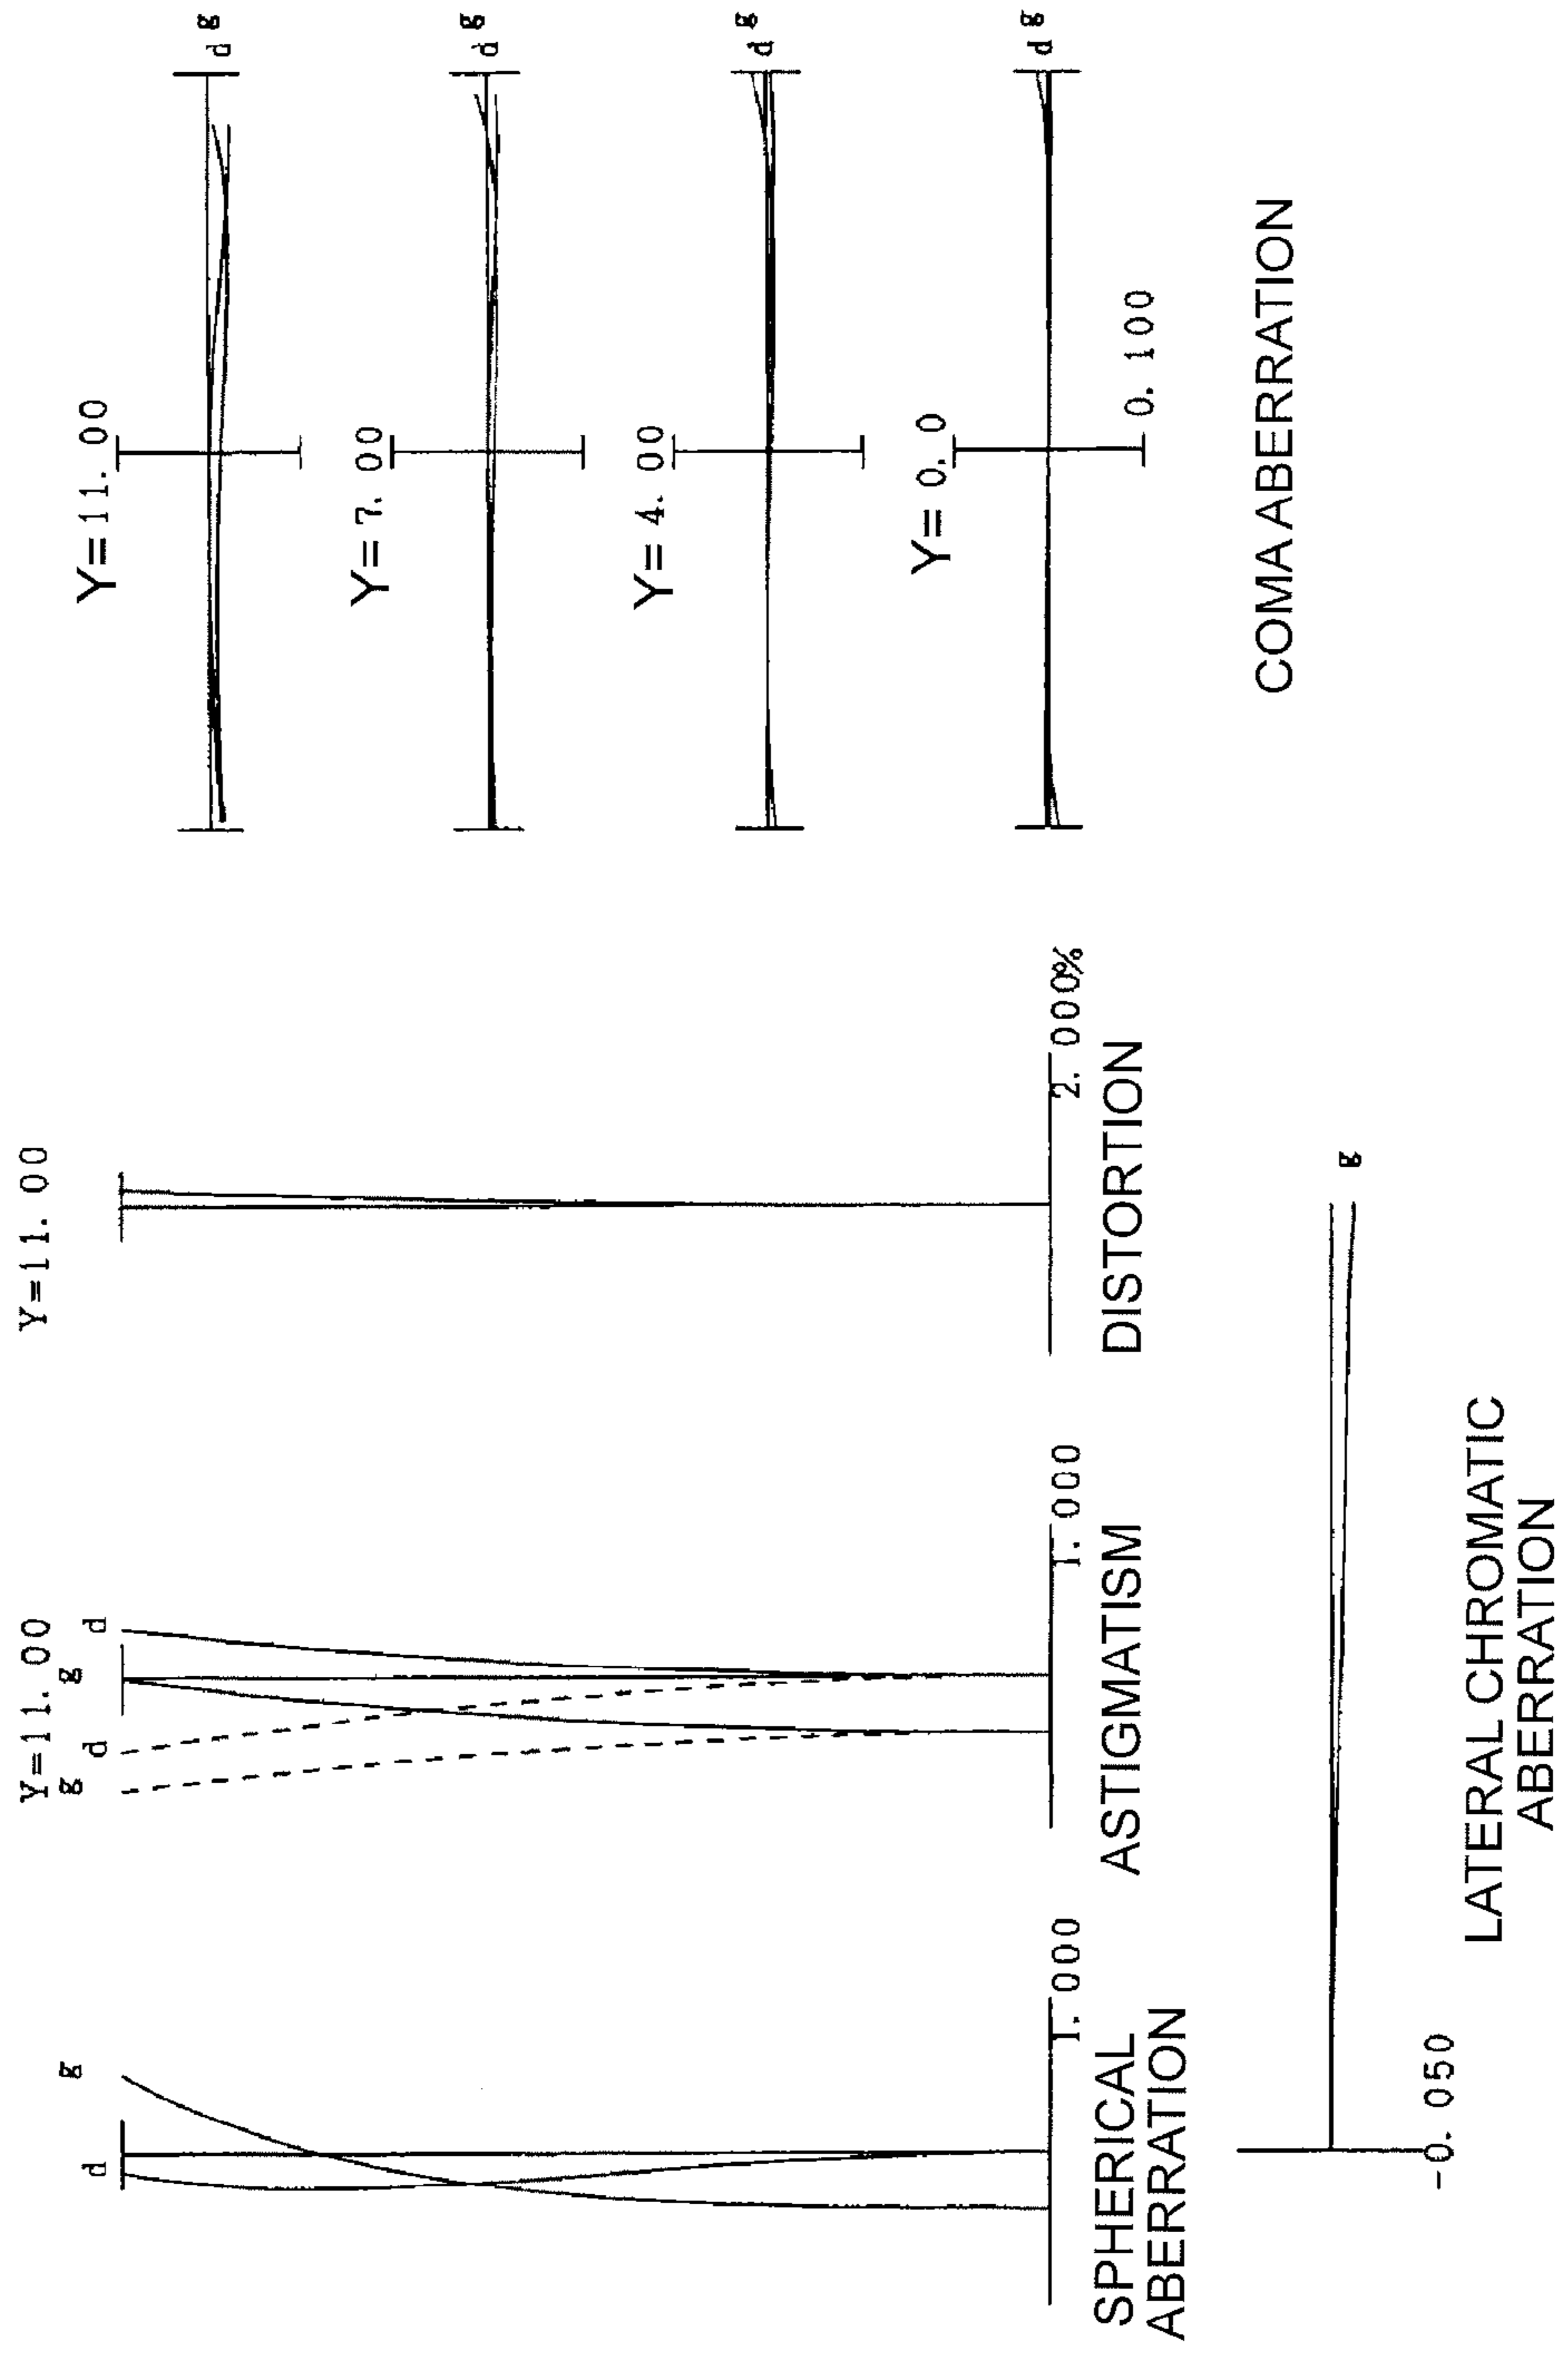 g
d
1. 000
SPHERICAL
ABERRATION
Y=11. 00
g d g d
1. 000
ASTIGMATISM
Y=11. 00
2. 000%
DISTORTION
Y=11. 00
d g
Y=7. 00
d g
Y=4. 00
d g
Y=0. 0
d g
0. 100
COMA ABERRATION
g
-0. 050
LATERAL CHROMATIC
ABERRATION